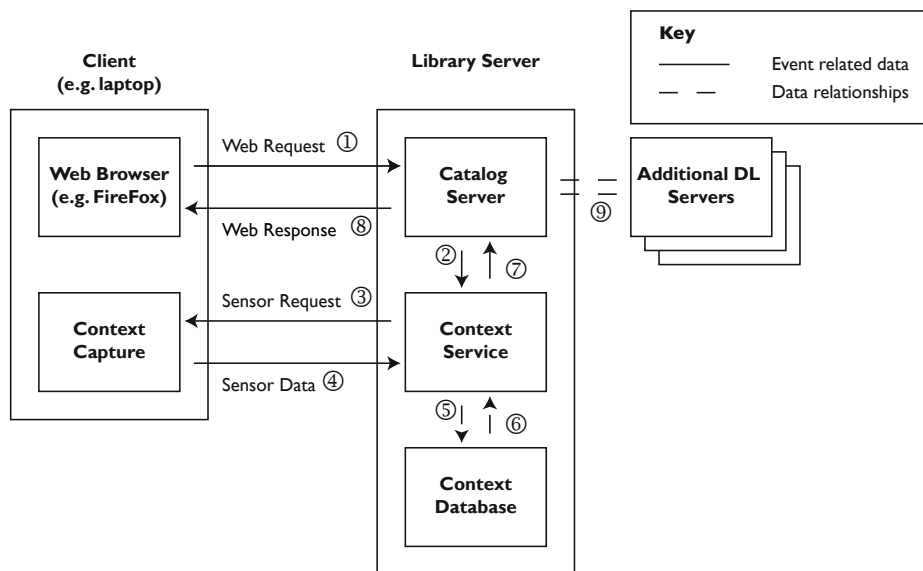 Key
Event related data
Data relationships
Client
(e.g. laptop)
Library Server
Web Browser
(e.g. FireFox)
Web Request ①
Web Response ⑧
Catalog
Server
⑨
Additional DL
Servers
②
⑦
Context
Capture
Sensor Request ③
Sensor Data ④
Context
Service
⑤
⑥
Context
Database